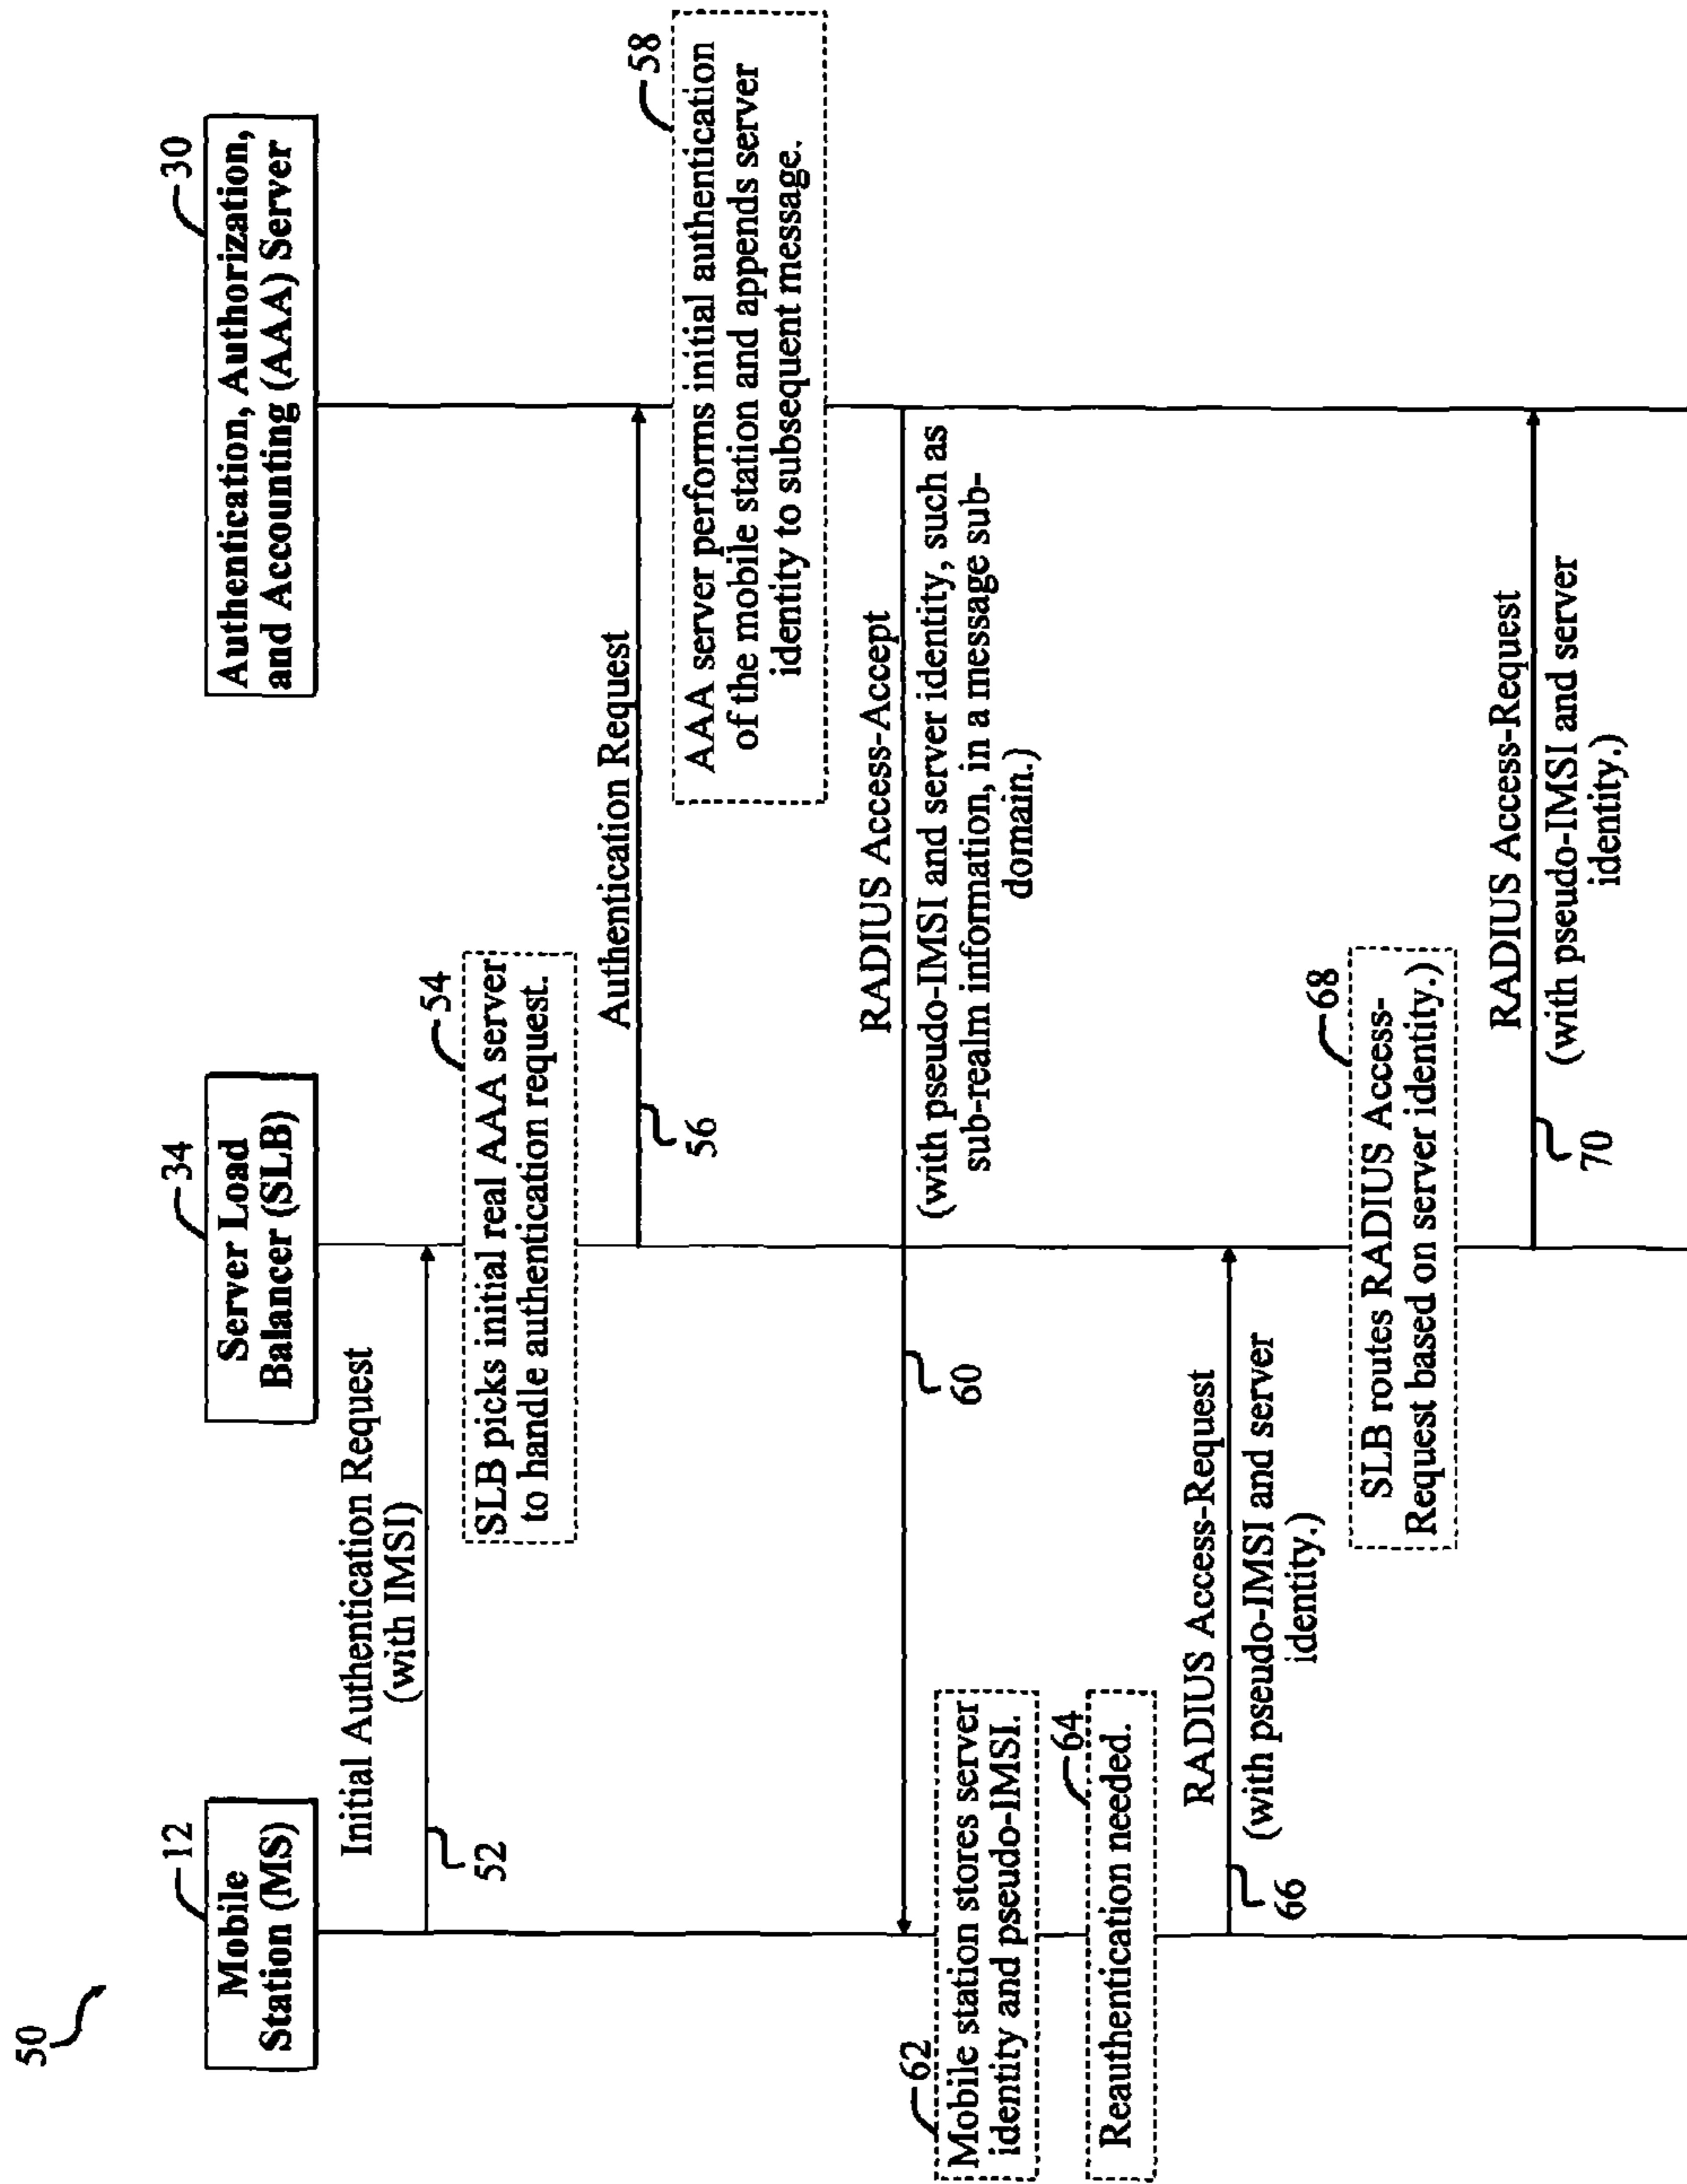 50
12
Mobile
Station (MS)
34
Server Load
Balancer (SLB)
30
Authentication, Authorization,
and Accounting (AAA) Server
Initial Authentication Request
(with IMSI)
52
54
SLB picks initial real AAA server
to handle authentication request.
Authentication Request
56
58
AAA server performs initial authentication
of the mobile station and appends server
identity to subsequent message.
RADIUS Access-Accept
(with pseudo-IMSI and server identity, such as
sub-realm information, in a message sub-
domain.)
60
62
Mobile station stores server
identity and pseudo-IMSI.
64
Reauthentication needed.
RADIUS Access-Request
(with pseudo-IMSI and server
identity.)
66
68
SLB routes RADIUS Access-
Request based on server identity.)
RADIUS Access-Request
(with pseudo-IMSI and server
identity.)
70